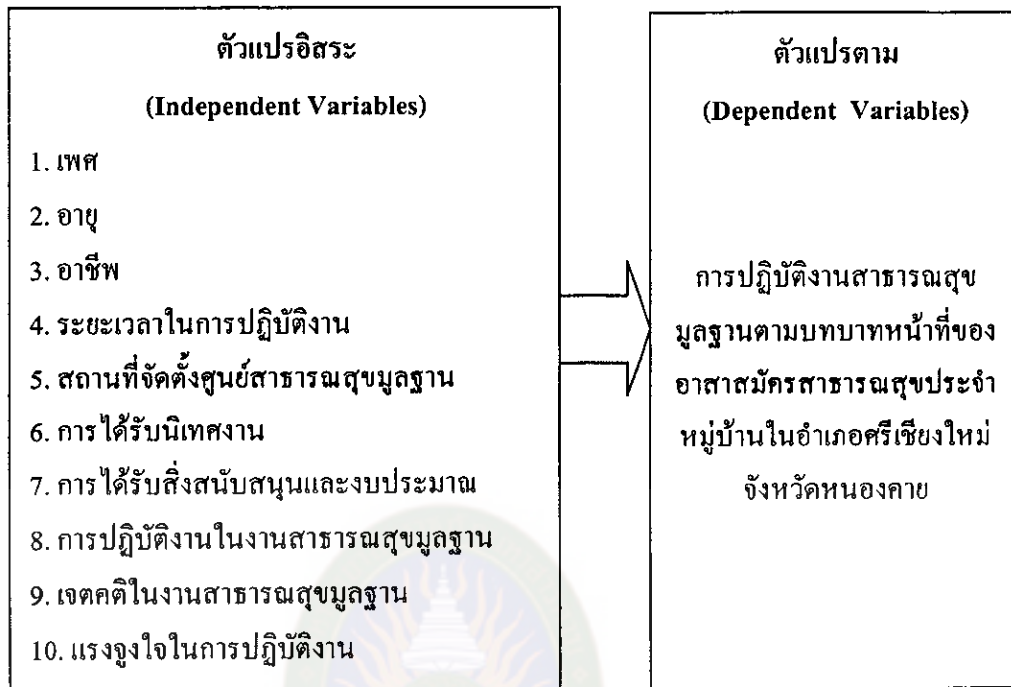 ตัวแปรอิสระ
(Independent Variables)
1. เพศ
2. อายุ
3. อาชีพ
4. ระยะเวลาในการปฏิบัติงาน
5. สถานที่จัดตั้งศูนย์สาธารณสุขมูลฐาน
6. การได้รับนิเทศงาน
7. การได้รับสิ่งสนับสนุนและงบประมาณ
8. การปฏิบัติงานในงานสาธารณสุขมูลฐาน
9. เจตคติในงานสาธารณสุขมูลฐาน
10. แรงจูงใจในการปฏิบัติงาน
ตัวแปรตาม
(Dependent Variables)
การปฏิบัติงานสาธารณสุข
มูลฐานตามบทบาทหน้าที่ของ
อาสาสมัครสาธารณสุขประจำ
หมู่บ้านในอำเภอศรีเชียงใหม่
จังหวัดหนองคาย